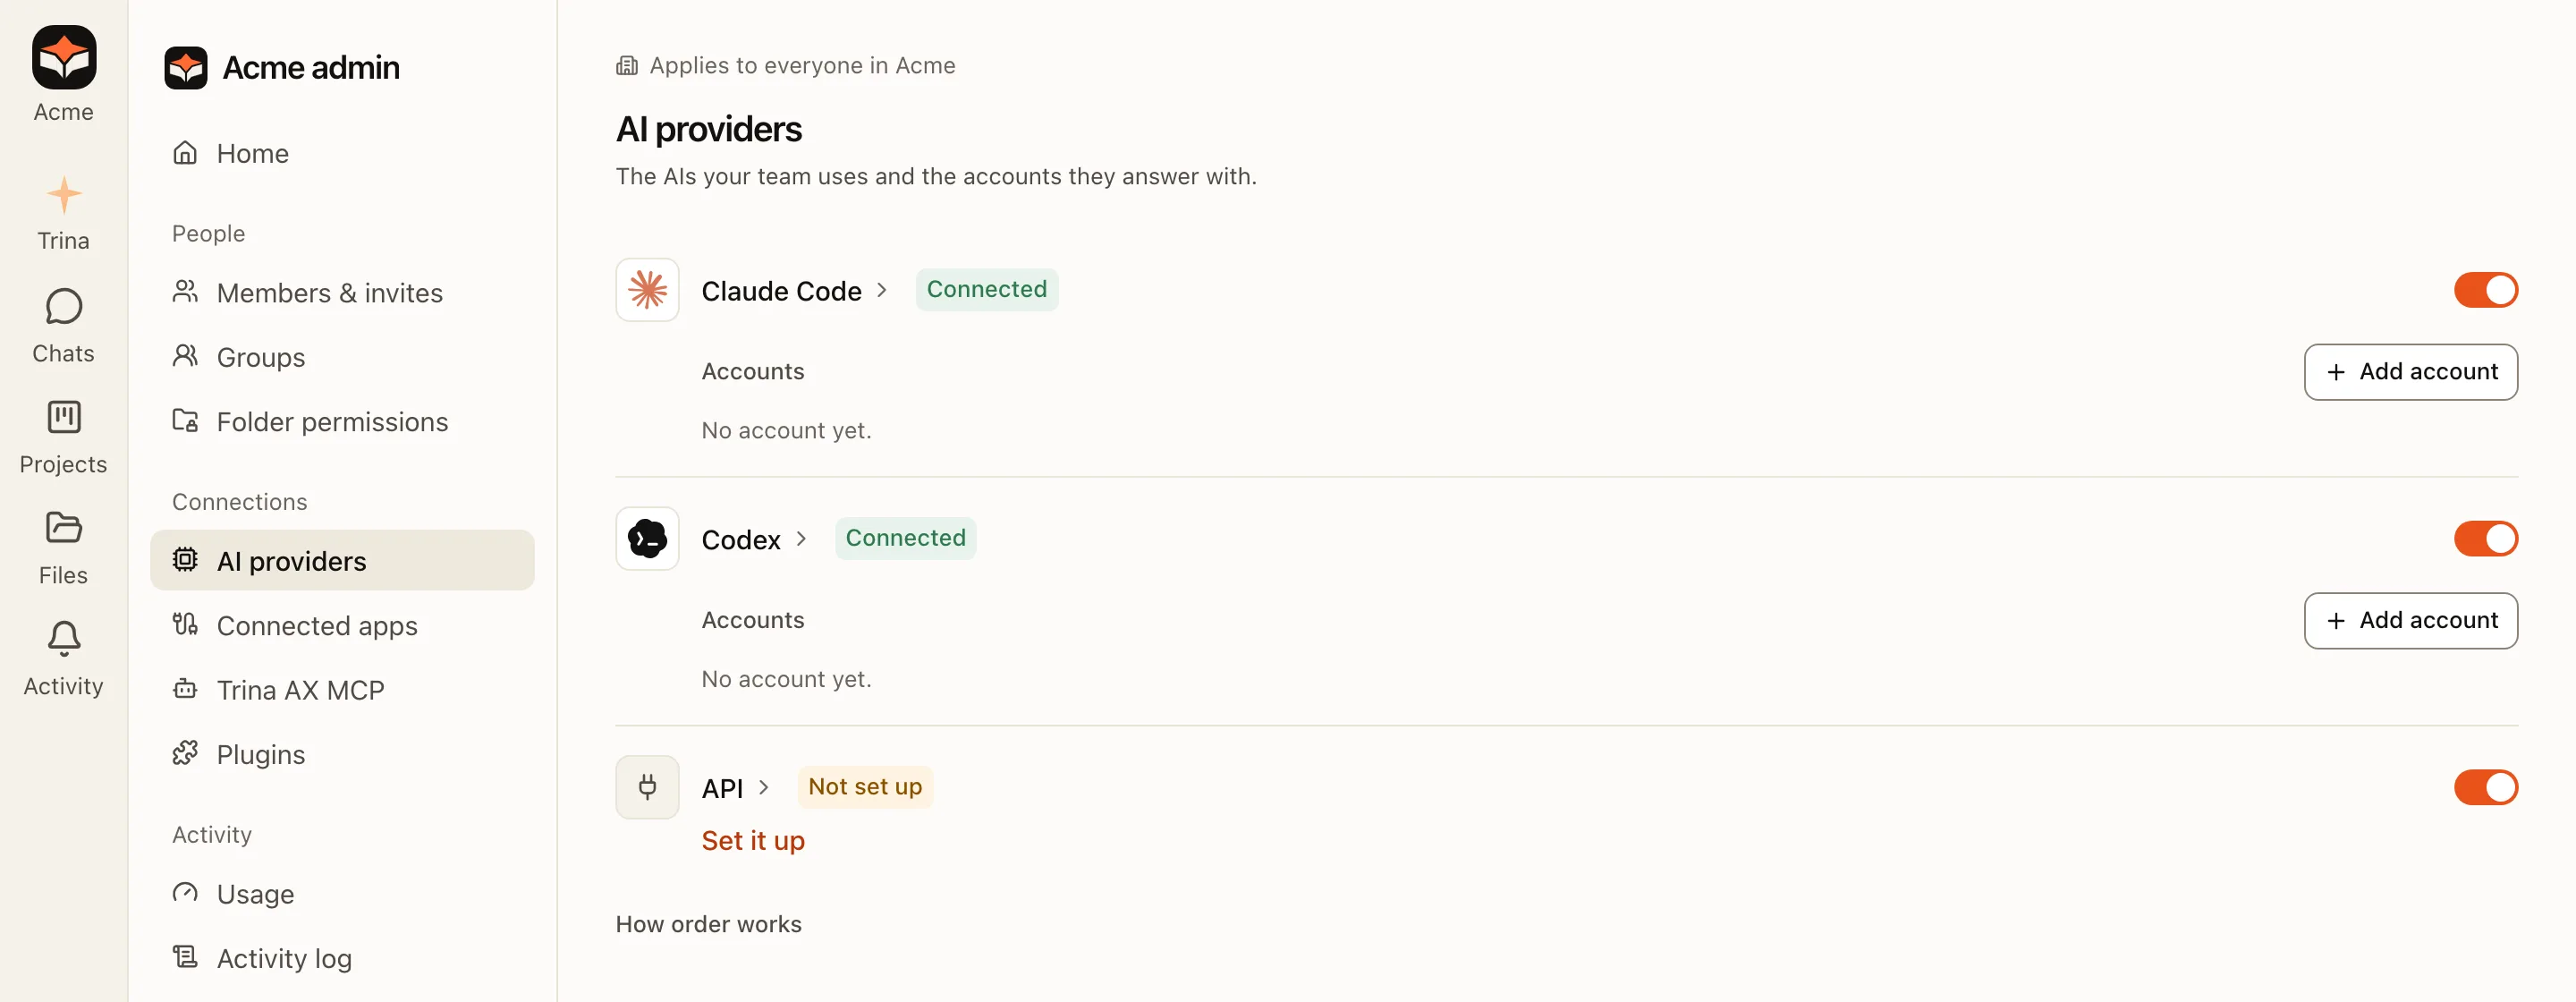 Acme
Trina
Chats
Projects
Files
Activity
Acme admin
Home
People
Members & invites
Groups
Folder permissions
Connections
AI providers
Connected apps
Trina AX MCP
Plugins
Activity
Usage
Activity log
Applies to everyone in Acme
AI providers
The AIs your team uses and the accounts they answer with.
Claude Code
Connected
Accounts
Add account
No account yet.
Codex
Connected
Accounts
Add account
No account yet.
API
Not set up
Set it up
How order works